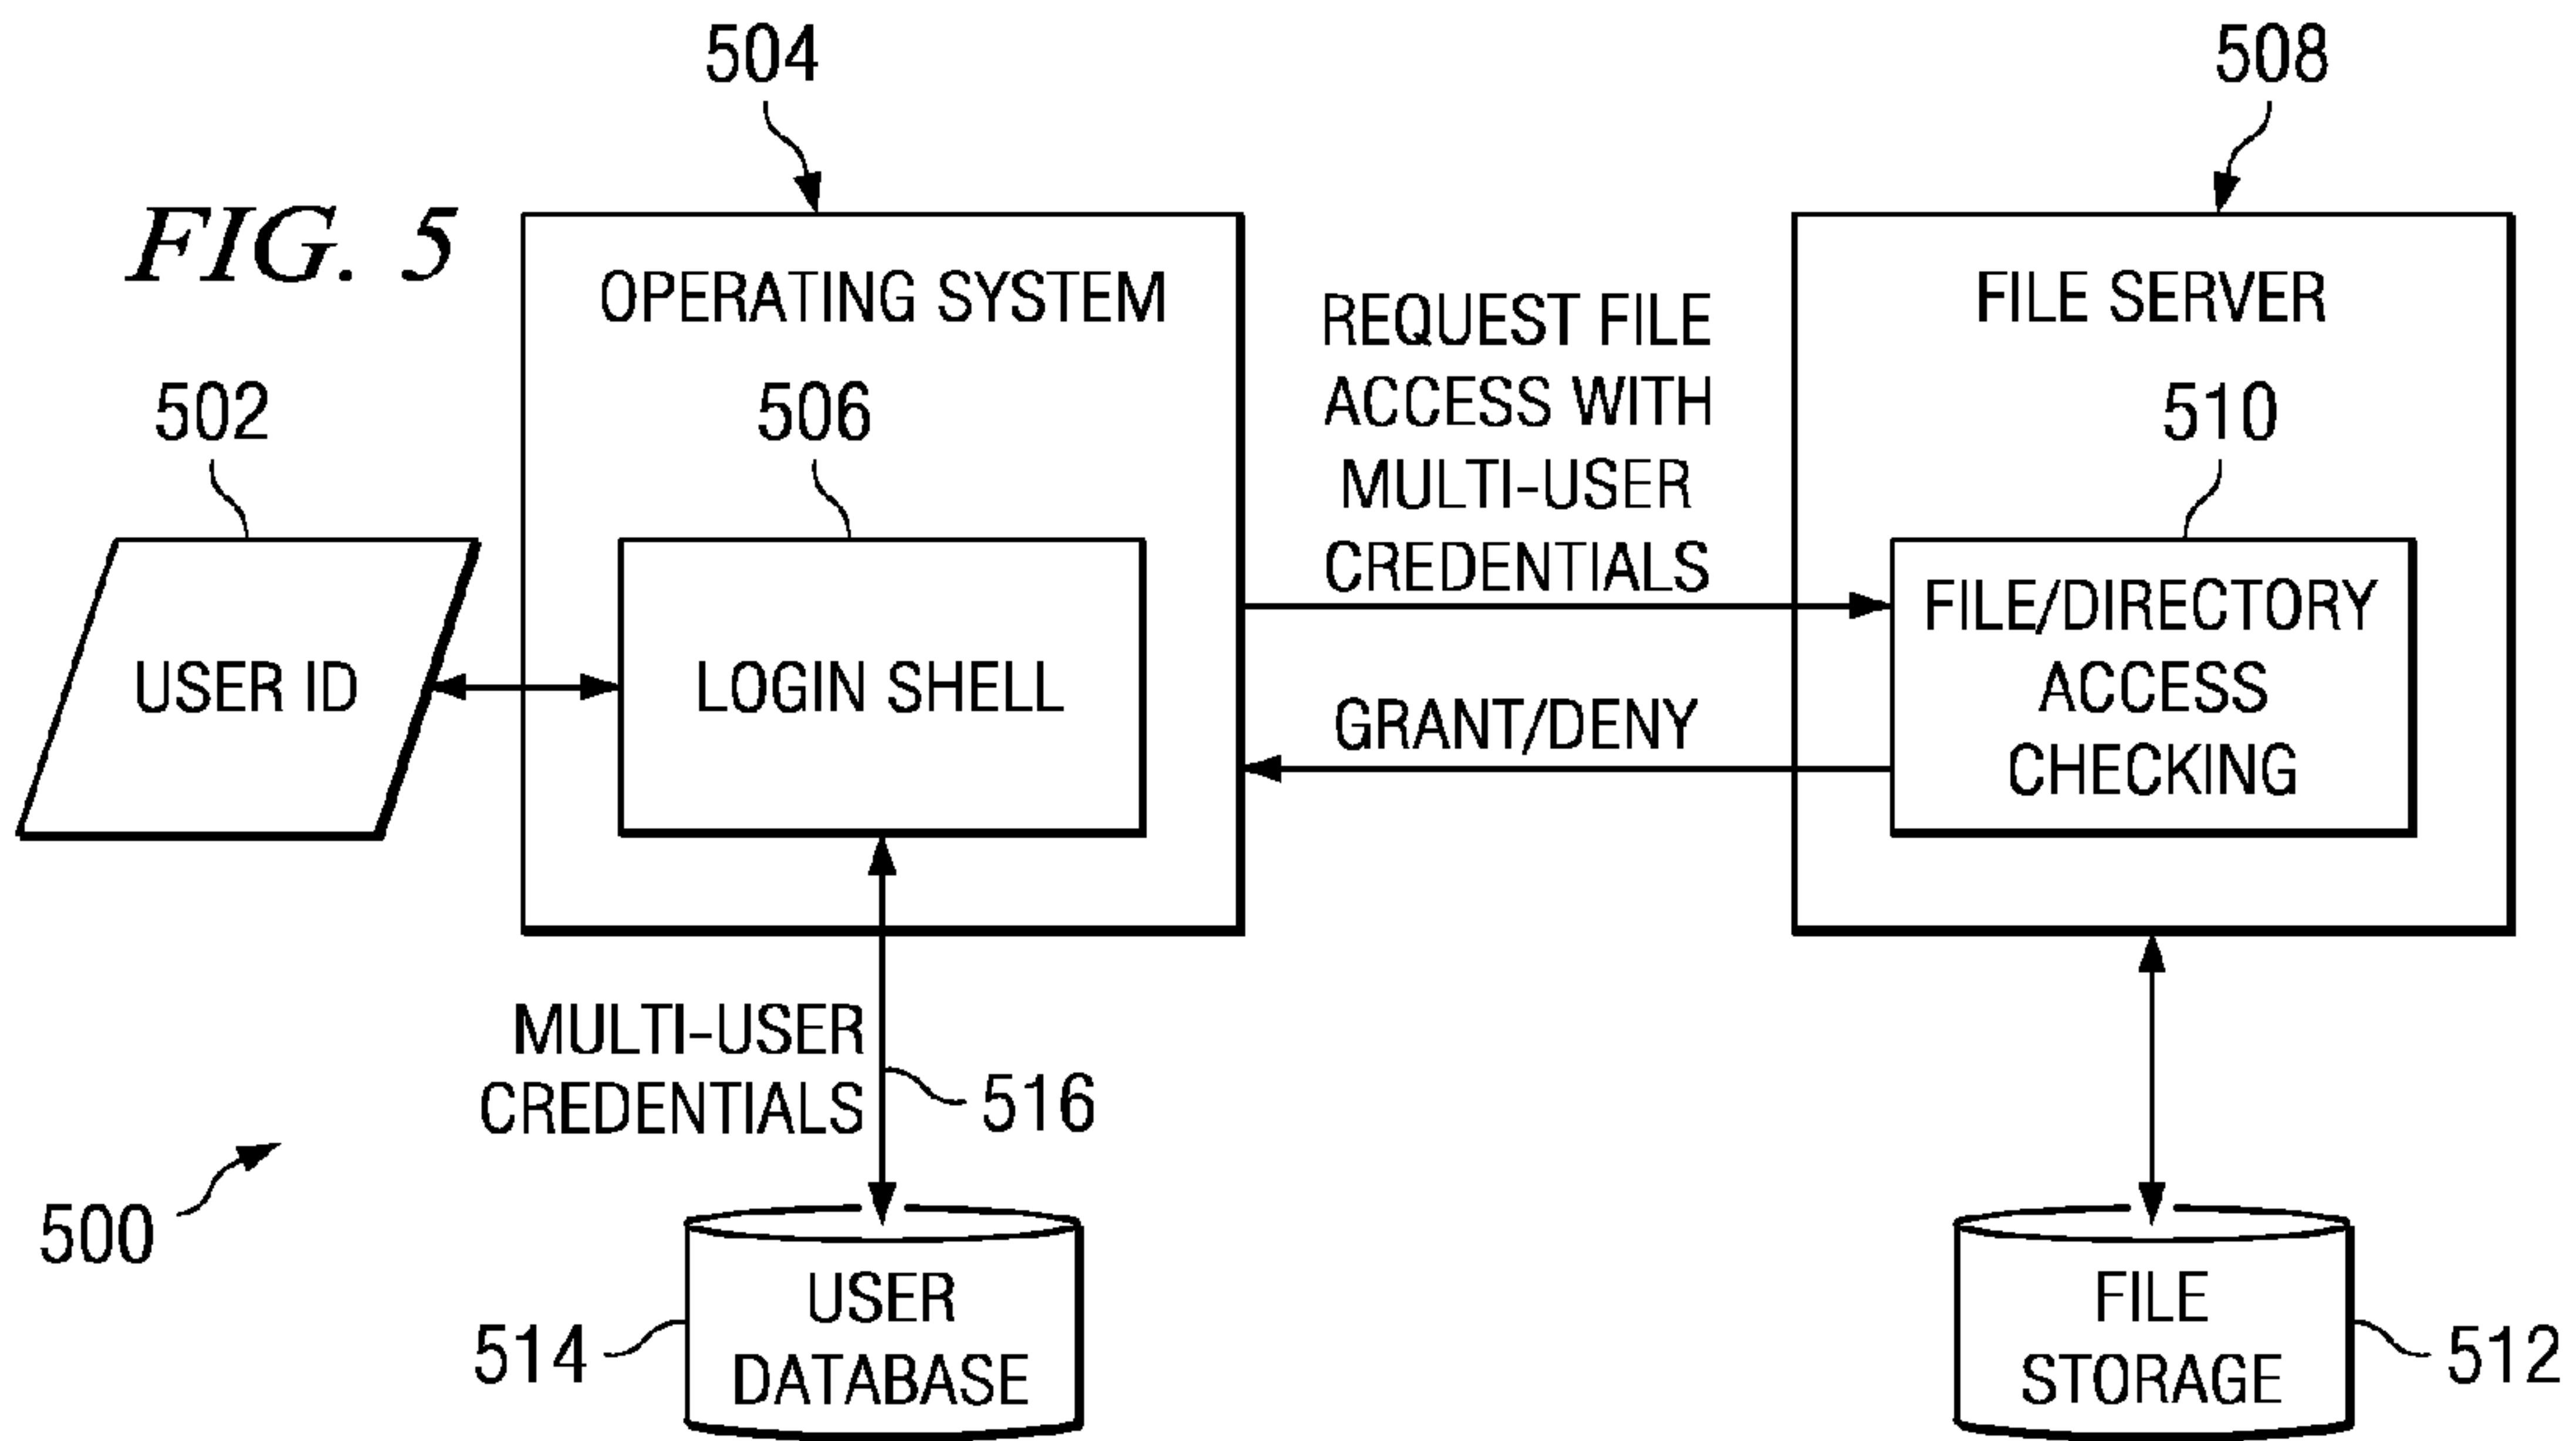 504
508
FIG. 5
OPERATING SYSTEM
FILE SERVER
REQUEST FILE
ACCESS WITH
MULTI-USER
CREDENTIALS
502
506
510
USER ID
LOGIN SHELL
FILE/DIRECTORY
ACCESS
CHECKING
GRANT/DENY
MULTI-USER
CREDENTIALS
516
500
514
USER
DATABASE
FILE
STORAGE
512